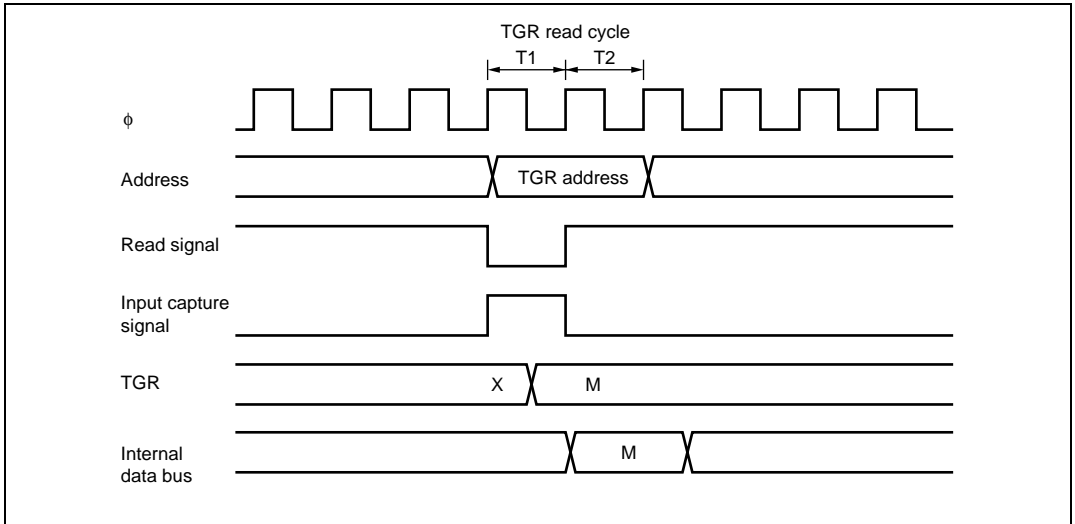 TGR read cycle
T1 T2
φ
Address
TGR address
Read signal
Input capture
signal
TGR
X M
Internal
data bus
M